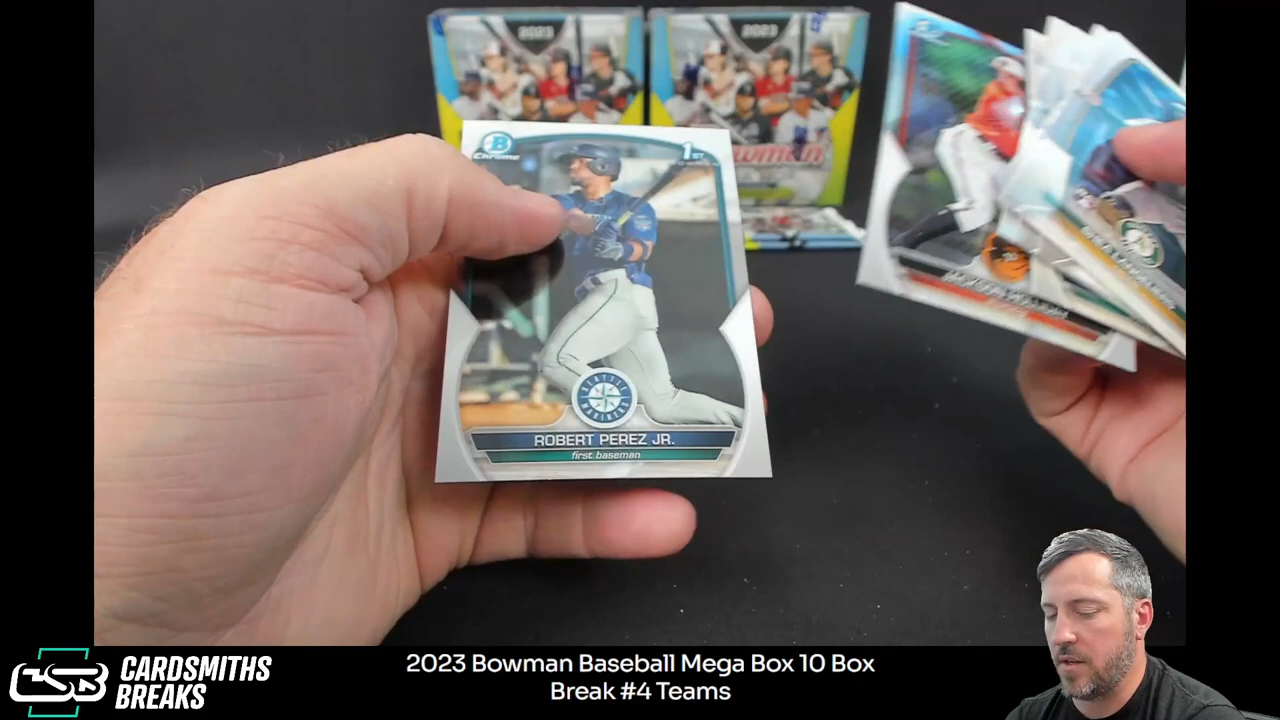 2023
2023
Bowman
Chrome
1ST
SEATTLE
MARINERS
ROBERT PEREZ JR.
first baseman
CSB
CARDSMITHS
BREAKS
2023 Bowman Baseball Mega Box 10 Box
Break #4 Teams